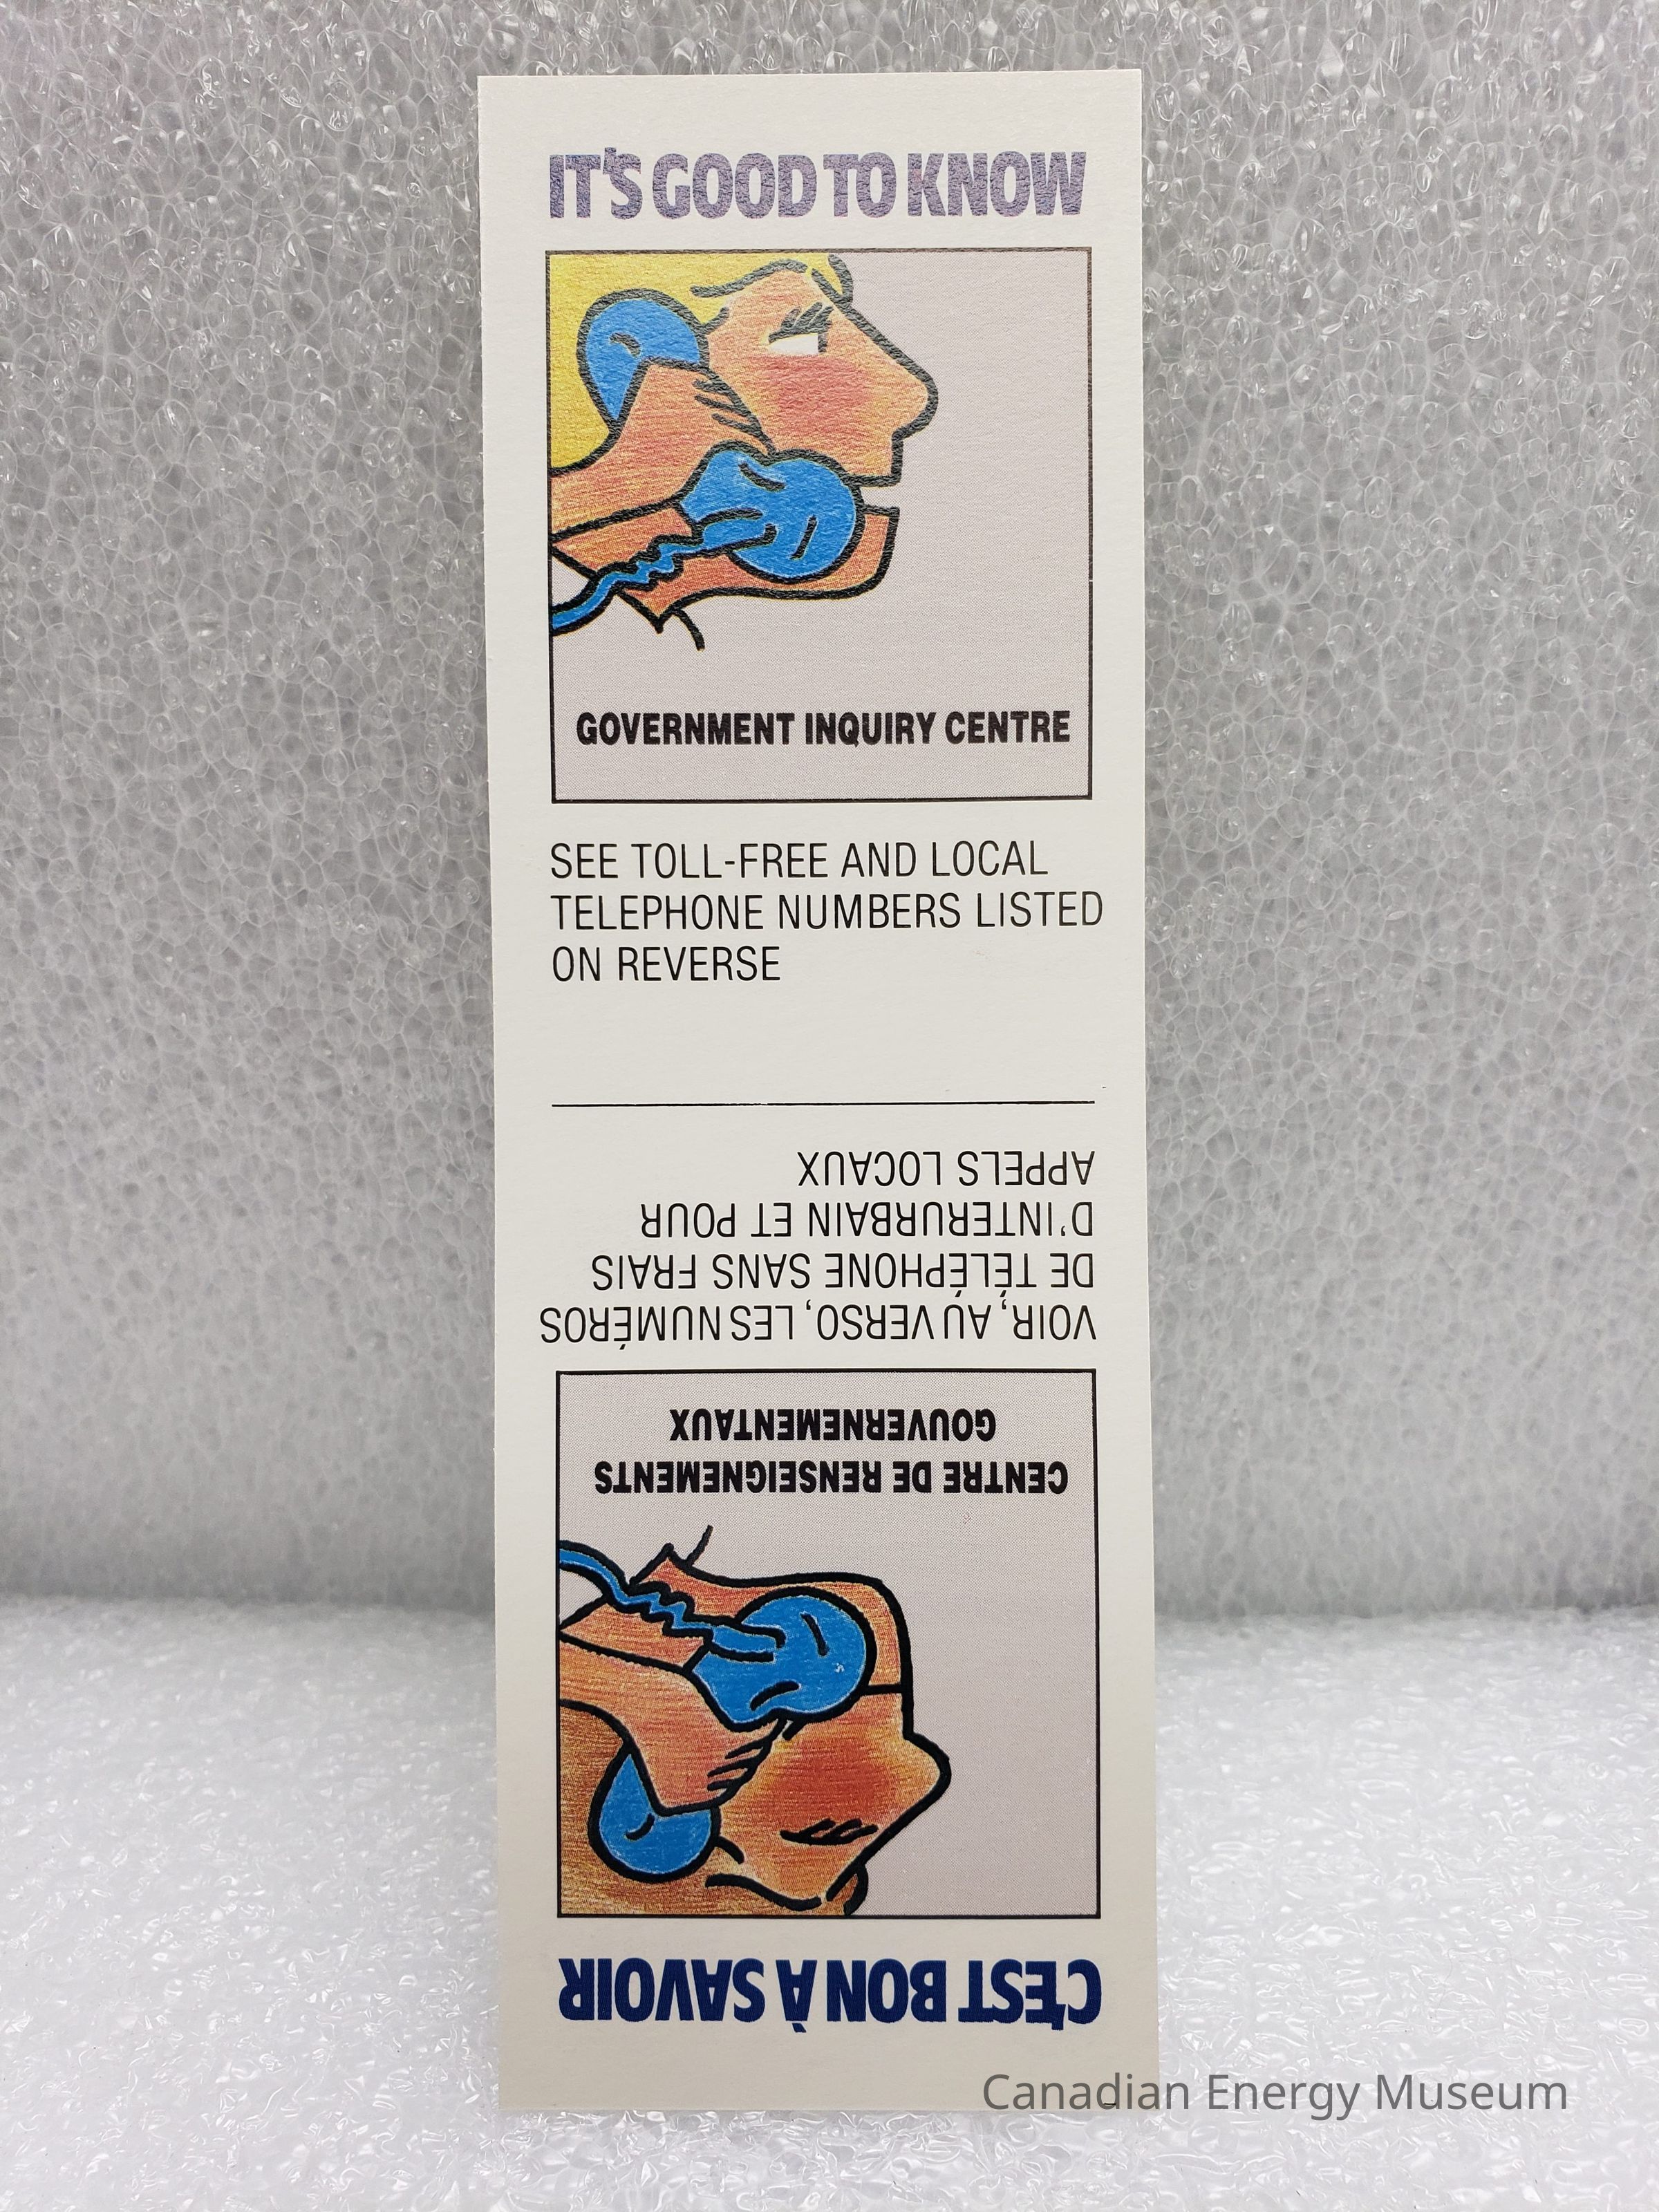 IT'S GOOD TO KNOW
GOVERNMENT INQUIRY CENTRE
SEE TOLL-FREE AND LOCAL
TELEPHONE NUMBERS LISTED
ON REVERSE
C'EST BON À SAVOIR
CENTRE DE RENSEIGNEMENTS
GOUVERNEMENTAUX
VOIR, AU VERSO, LES NUMÉROS
DE TÉLÉPHONE SANS FRAIS
D'INTERURBAIN ET POUR
APPELS LOCAUX
Canadian Energy Museum